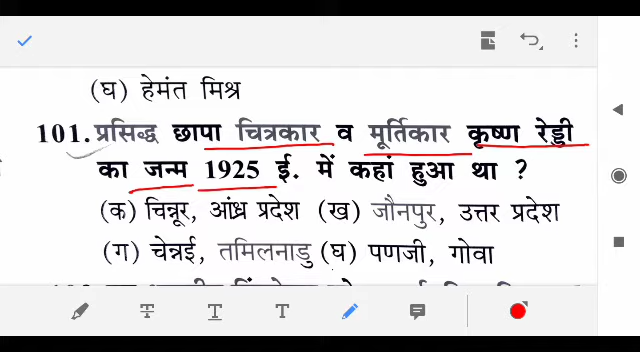 (घ) हेमंत मिश्र
101. प्रसिद्ध छापा चित्रकार व मूर्तिकार कृष्ण रेड्डी
का जन्म 1925 ई. में कहां हुआ था ?
(क) चिन्नूर, आंध्र प्रदेश (ख) जौनपुर, उत्तर प्रदेश
(ग) चेन्नई, तमिलनाडु (घ) पणजी, गोवा